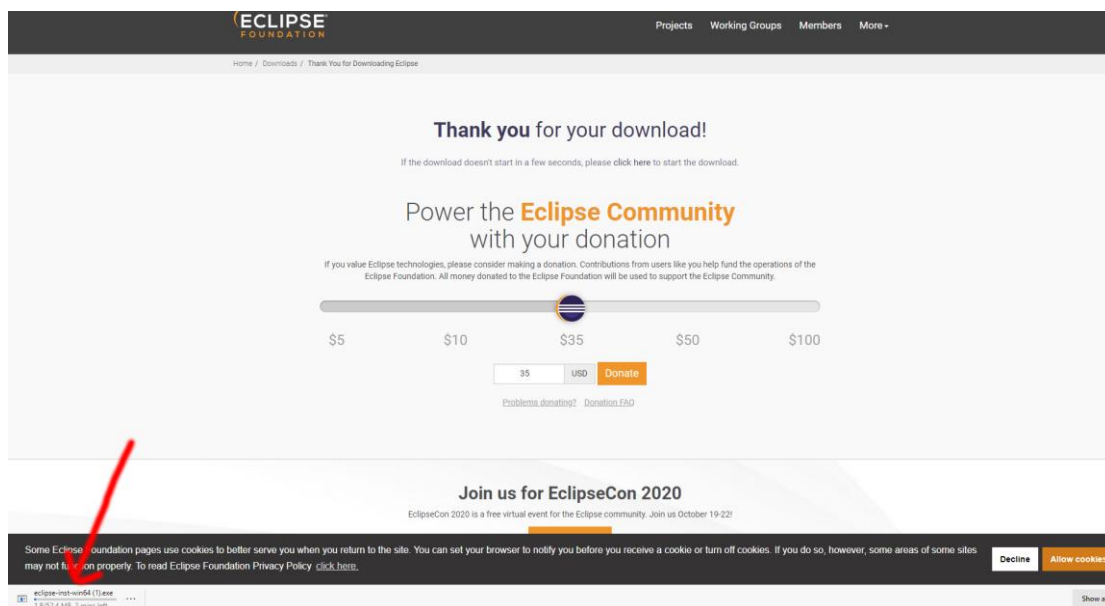 ECLIPSE
FOUNDATION
Projects Working Groups Members More
Home / Downloads / Thank You for Downloading Eclipse
Thank you for your download!
If the download doesn't start in a few seconds, please click here to start the download.
Power the Eclipse Community
with your donation
If you value Eclipse technologies, please consider making a donation. Contributions from users like you help fund the operations of the
Eclipse Foundation. All money donated to the Eclipse Foundation will be used to support the Eclipse Community.
$5 $10 $35 $50 $100
35 USD Donate
Problems donating? Donation FAQ
Join us for EclipseCon 2020
EclipseCon 2020 is a free virtual event for the Eclipse community. Join us October 19-22!
Some Eclipse Foundation pages use cookies to better serve you when you return to the site. You can set your browser to notify you before you receive a cookie or turn off cookies. If you do so, however, some areas of some sites
may not function properly. To read Eclipse Foundation Privacy Policy click here.
Decline Allow cookies
eclipse-inst-win64 (1).exe
Show a